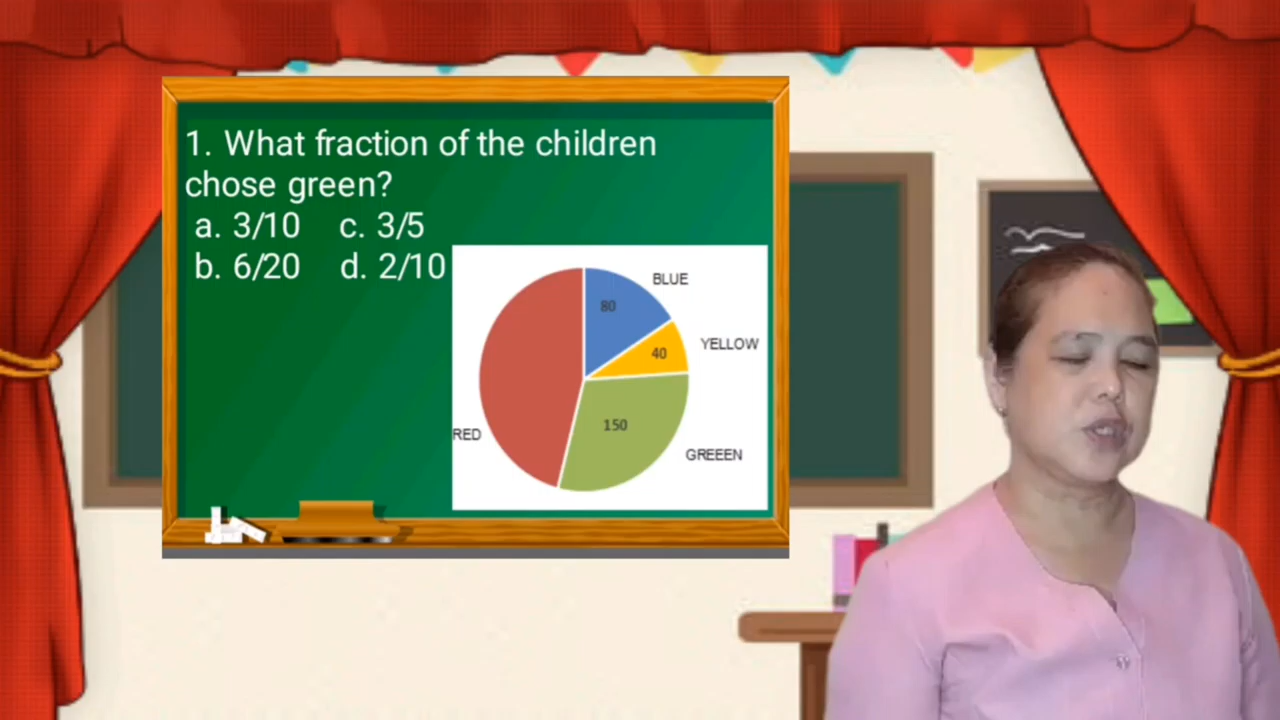 1. What fraction of the children
chose green?
a. 3/10 c. 3/5
b. 6/20 d. 2/10
BLUE
80
YELLOW
40
150
RED
GREEEN